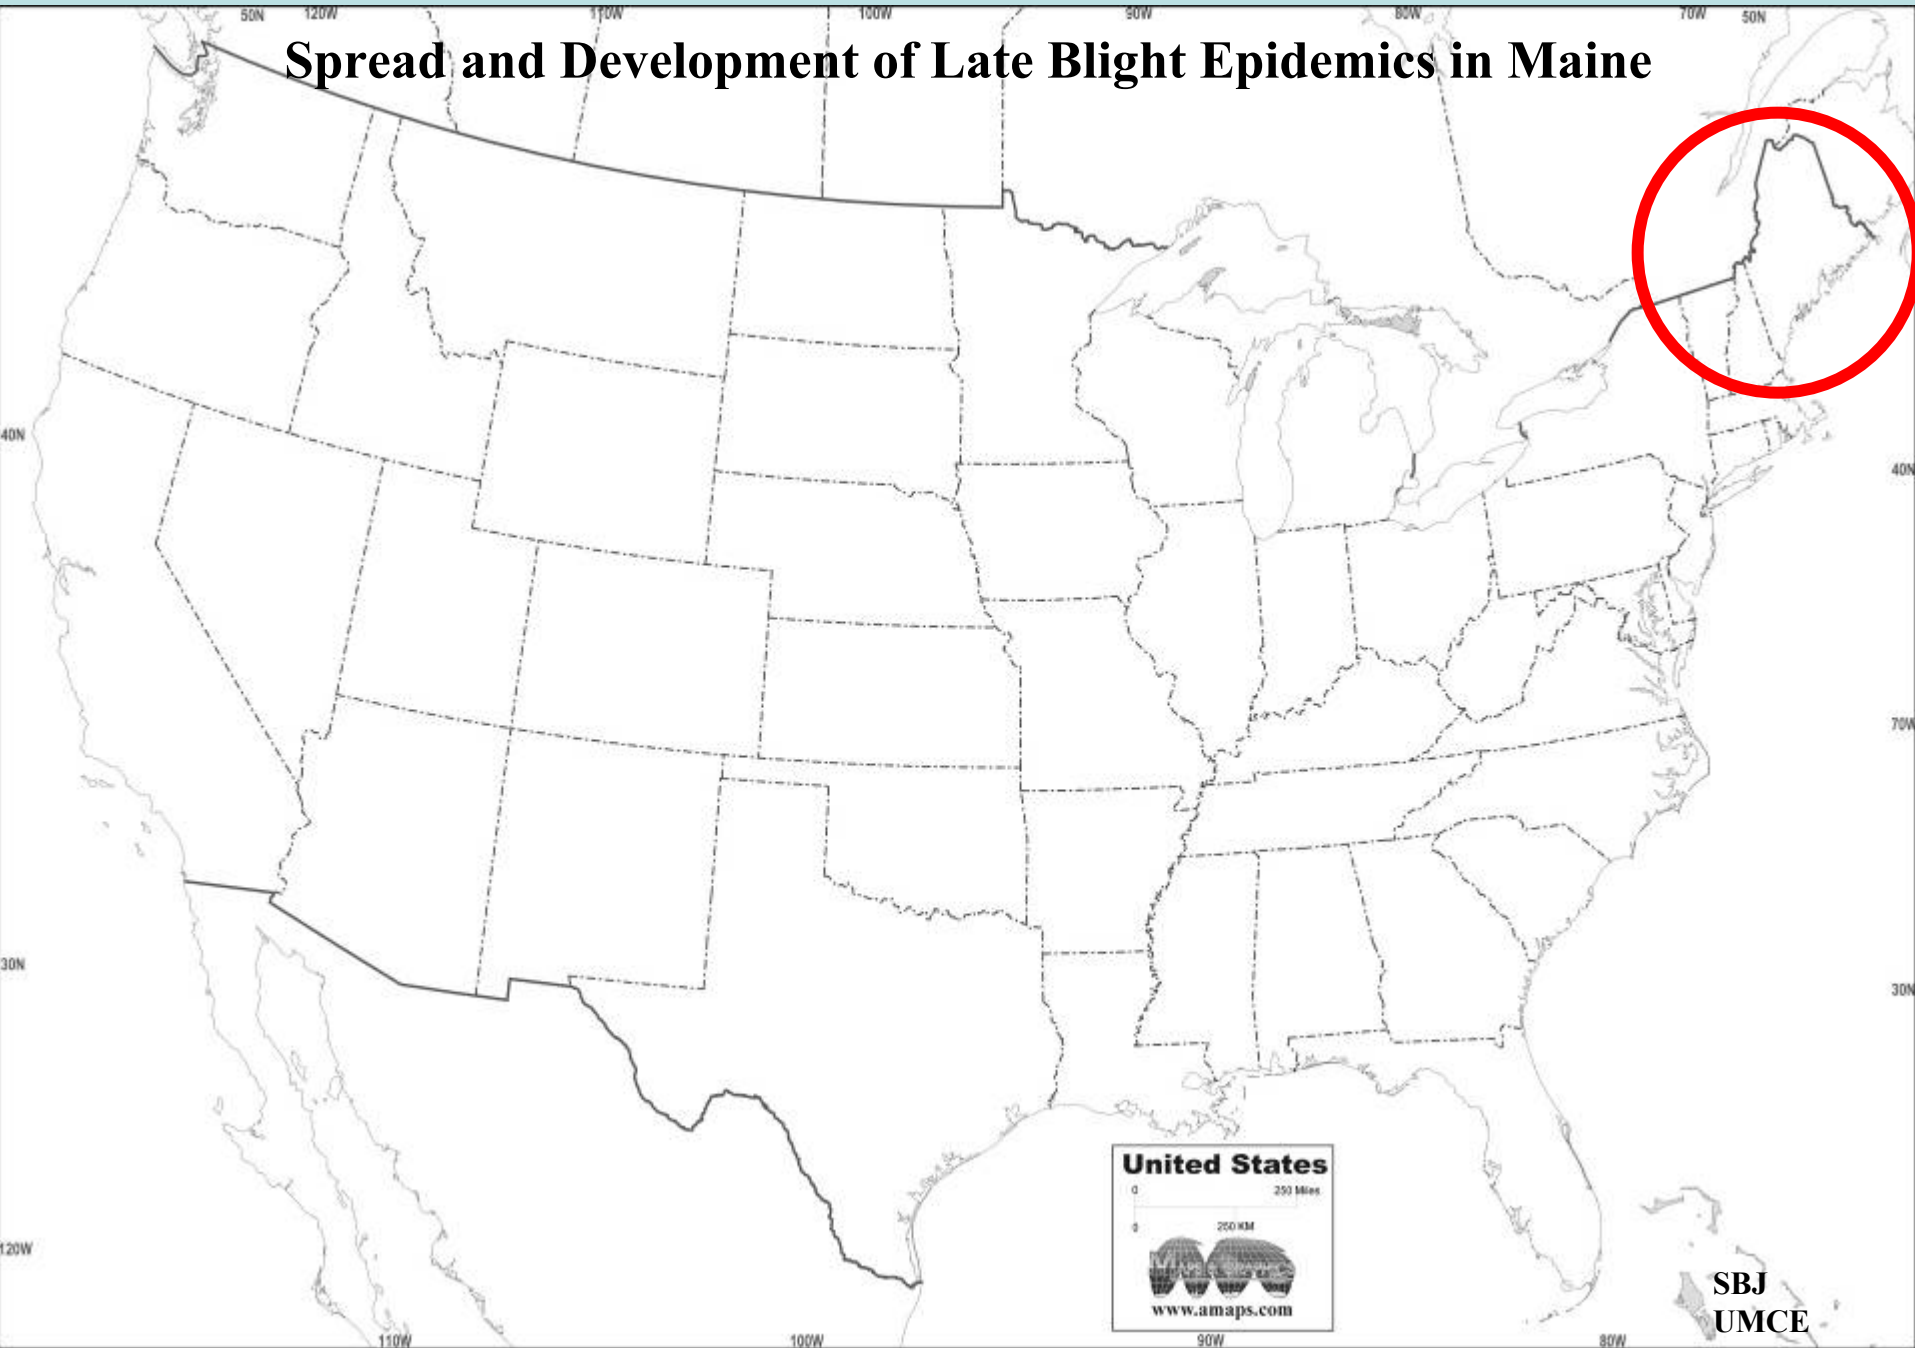 50N 120W 110W 100W 90W 80W 70W 50N
Spread and Development of Late Blight Epidemics in Maine
40N
40N
70W
30N
30N
United States
0 250 Miles
0 250 KM
120W
www.amaps.com
SBJ
UMCE
110W 100W 90W 80W